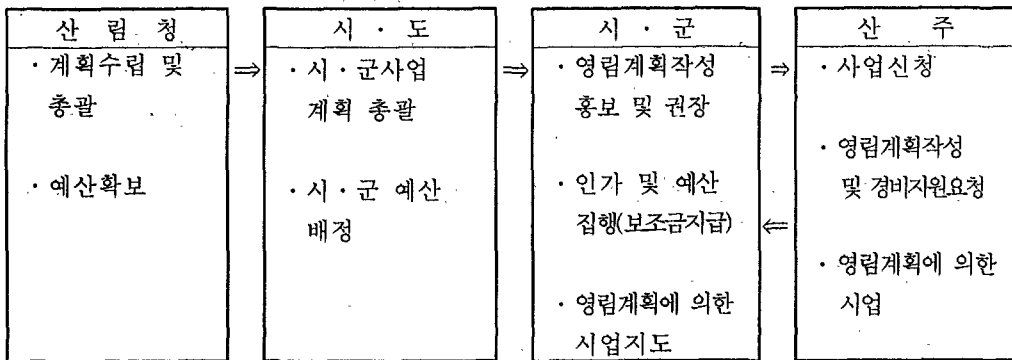 산 림 청
· 계획수립 및
총괄
· 예산확보
⇒
시 · 도
· 시 · 군사업
계획 총괄
· 시 · 군 예산
배정
⇒
시 · 군
· 영림계획작성
홍보 및 권장
· 인가 및 예산
집행(보조금지급)
· 영림계획에 의한
시업지도
⇒
⇐
산 주
· 사업신청
· 영림계획작성
및 경비지원요청
· 영림계획에 의한
시업